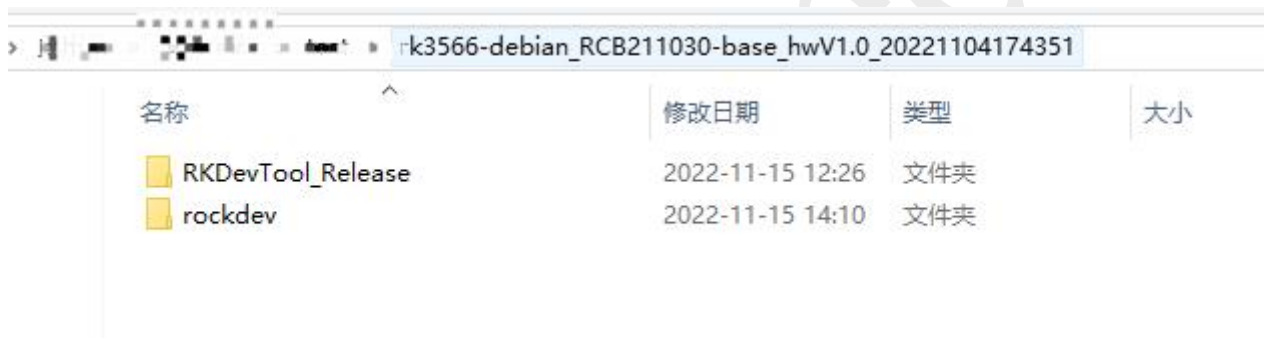 rk3566-debian_RCB211030-base_hwV1.0_20221104174351
名称 修改日期 类型 大小
RKDevTool_Release 2022-11-15 12:26 文件夹
rockdev 2022-11-15 14:10 文件夹